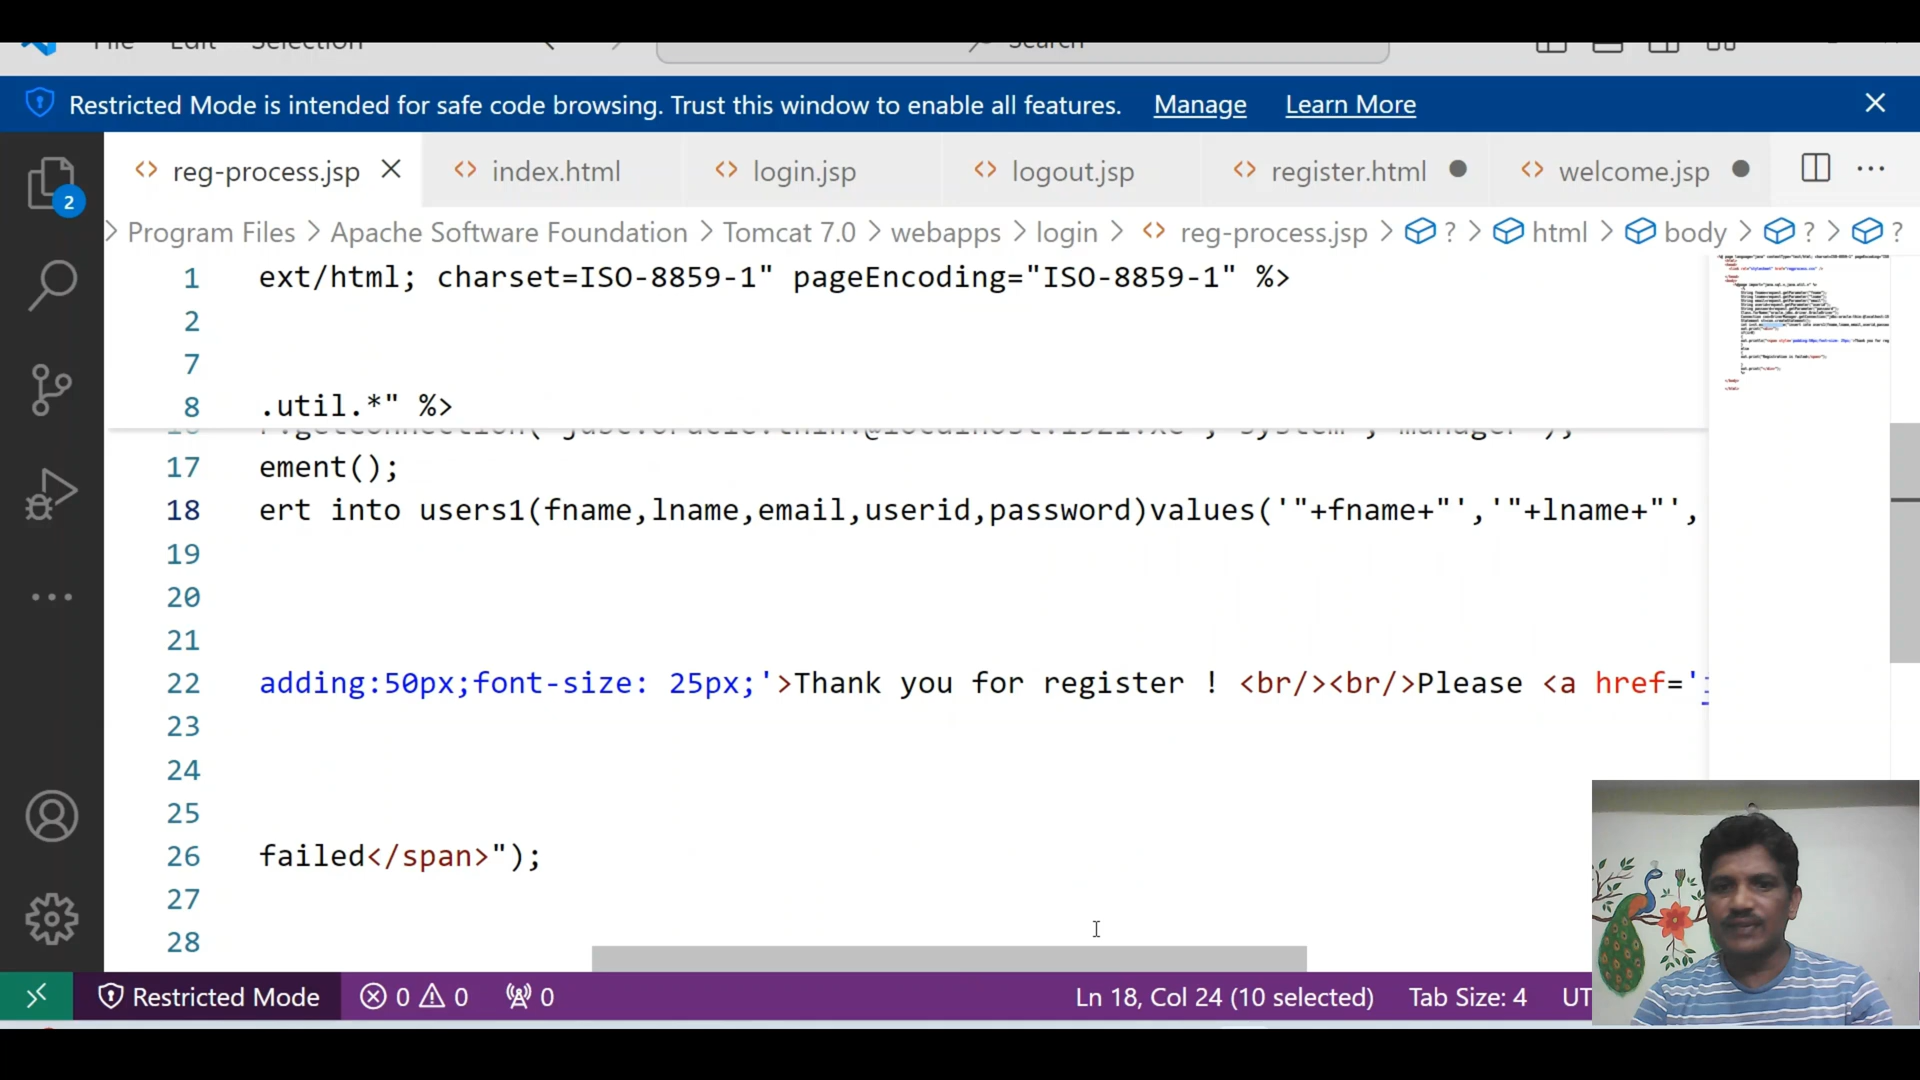 File Edit Selection Search
Restricted Mode is intended for safe code browsing. Trust this window to enable all features. Manage Learn More
reg-process.jsp index.html login.jsp logout.jsp register.html welcome.jsp
Program Files > Apache Software Foundation > Tomcat 7.0 > webapps > login > reg-process.jsp > ? > html > body > ? > ?
1 ext/html; charset=ISO-8859-1" pageEncoding="ISO-8859-1" %>
2
7
8 .util.*" %>
17 ement();
18 ert into users1(fname,lname,email,userid,password)values('"+fname+"','"+lname+"',
19
20
21
22 adding:50px;font-size: 25px;'>Thank you for register ! <br/><br/>Please <a href='
23
24
25
26 failed</span>");
27
28
2
Restricted Mode 0 0 0 Ln 18, Col 24 (10 selected) Tab Size: 4 UT